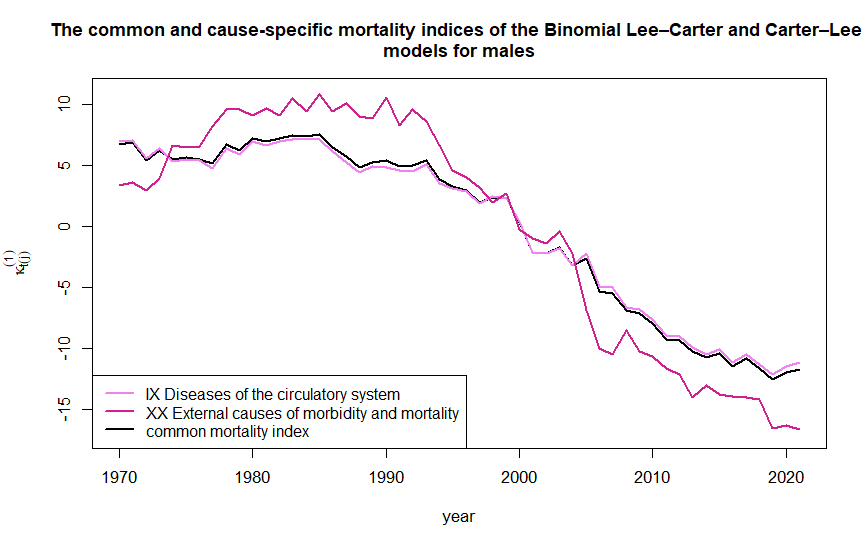 The common and cause-specific mortality indices of the Binomial Lee–Carter and Carter–Lee
models for males
κ̆t(j)(1)
10
5
0
-5
-10
-15
IX Diseases of the circulatory system
XX External causes of morbidity and mortality
common mortality index
1970
1980
1990
2000
2010
2020
year